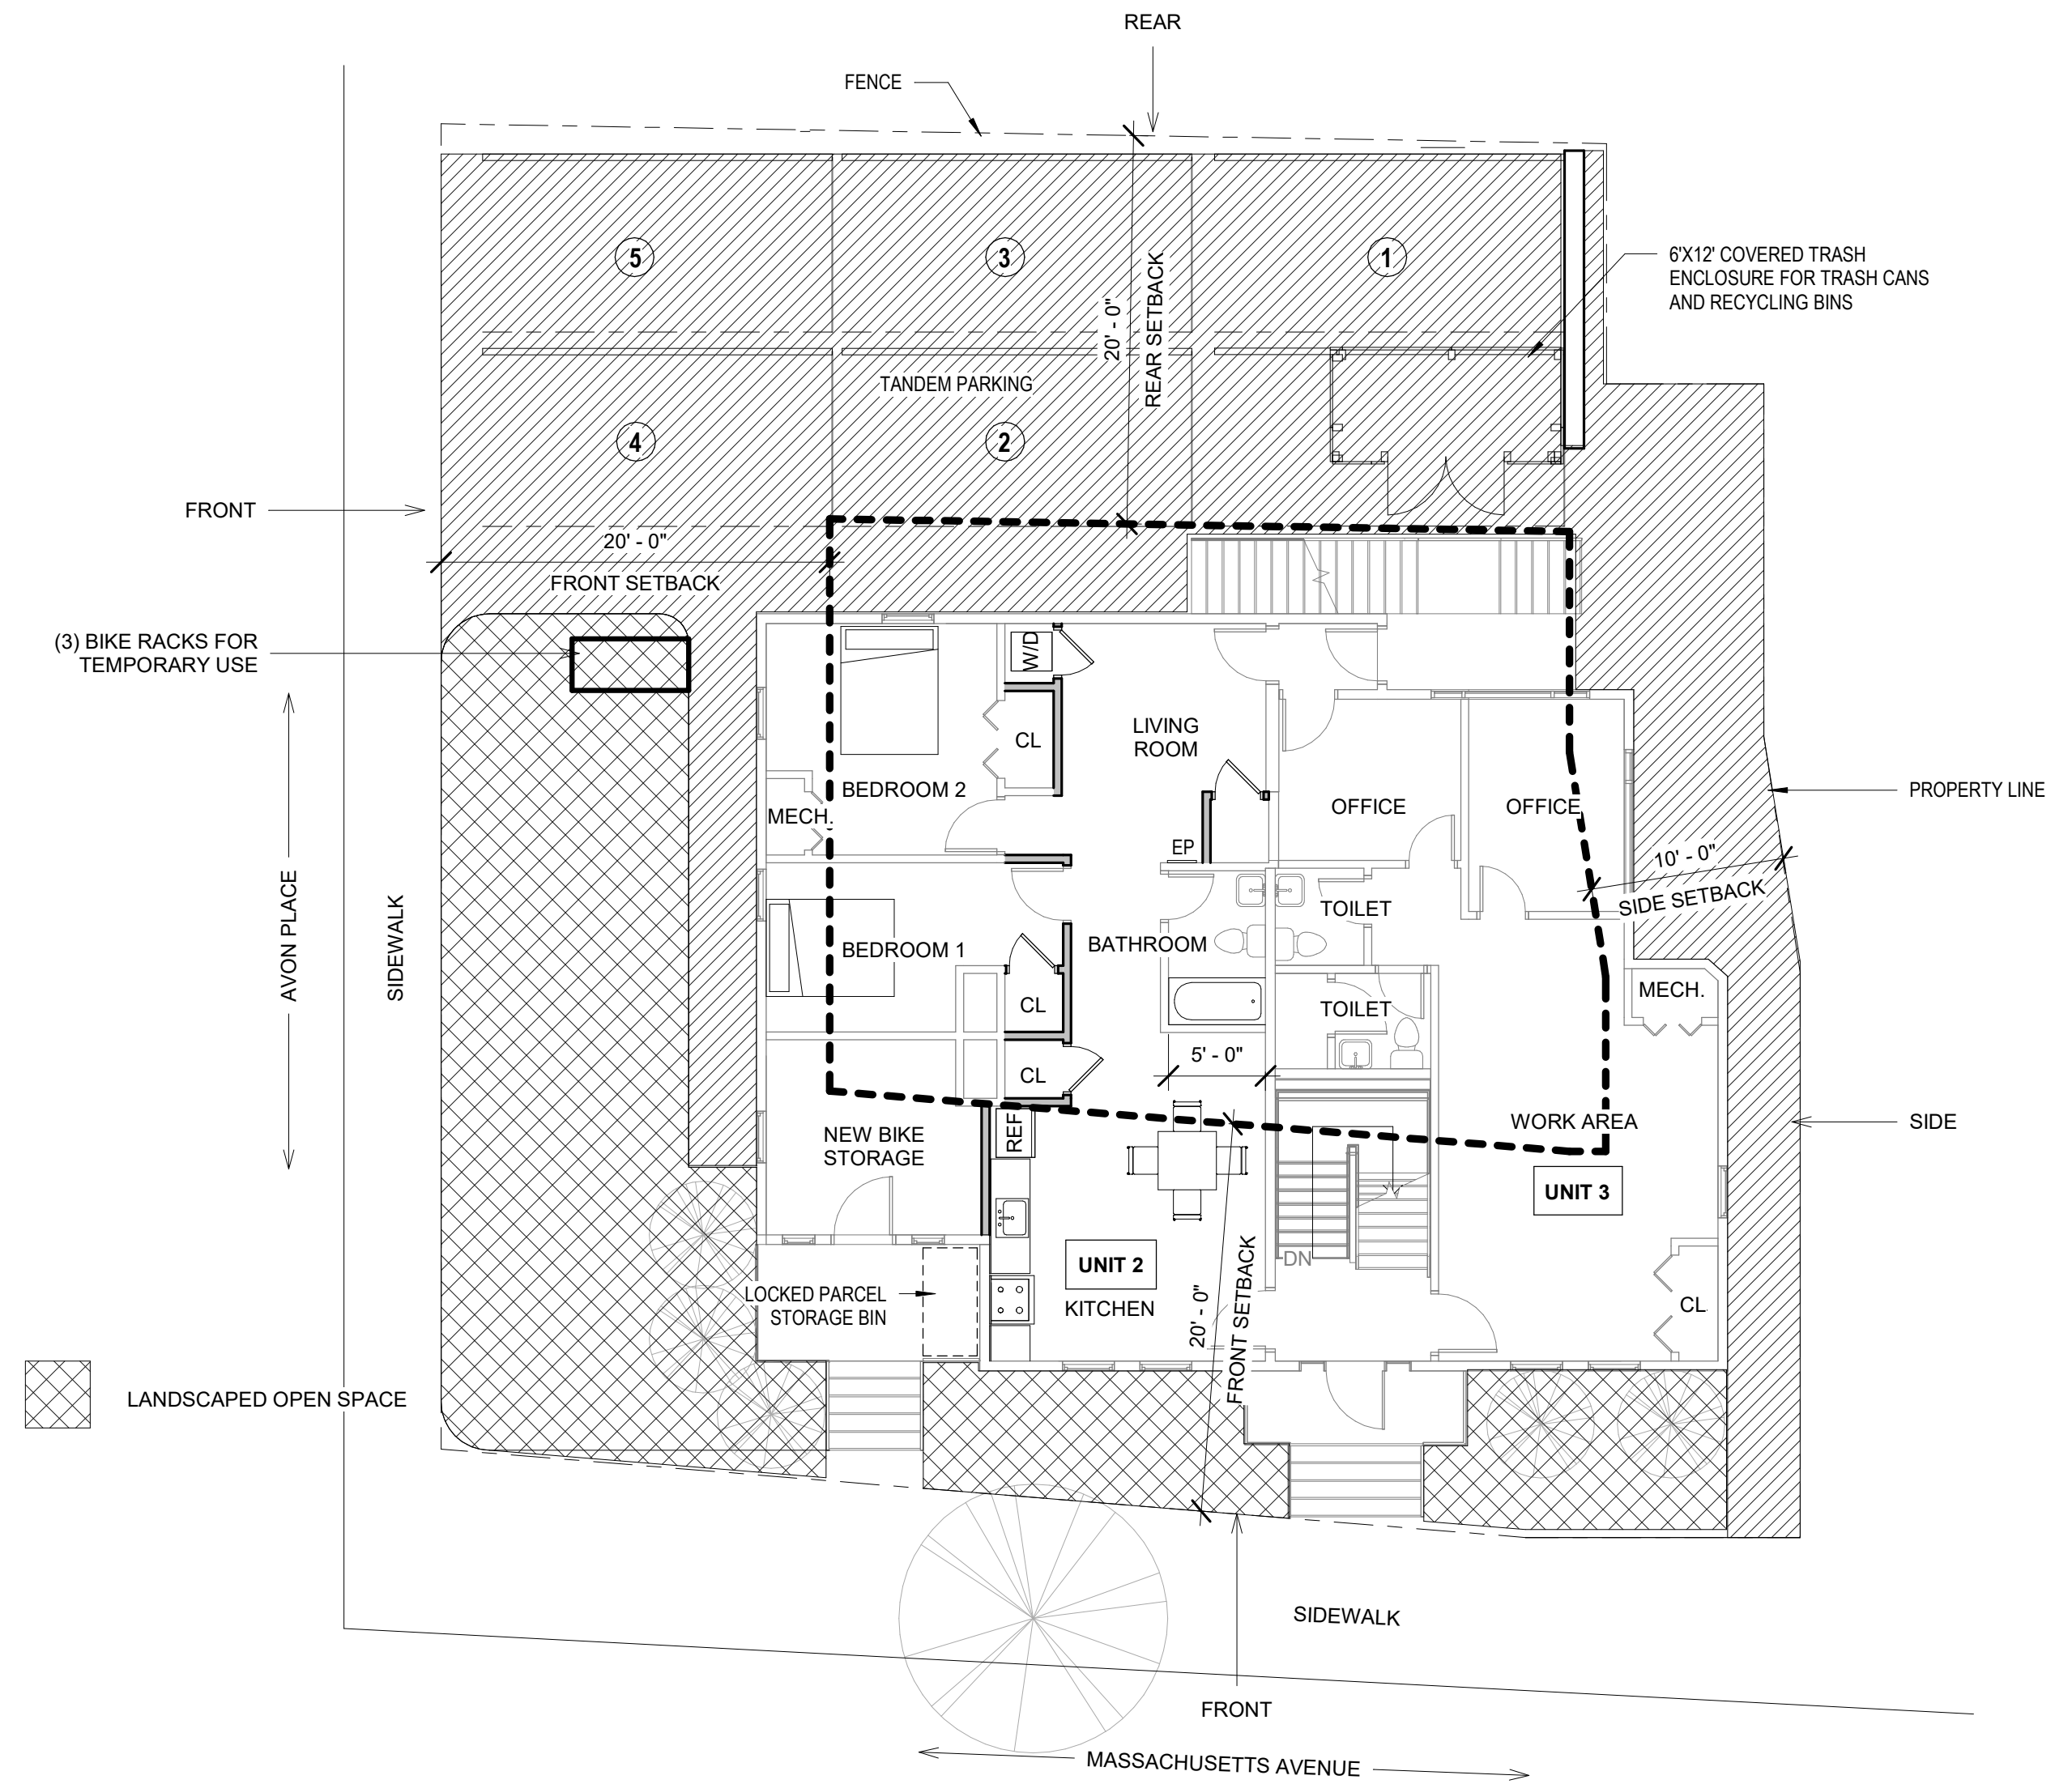 REAR
FENCE
5
3
1
6'X12' COVERED TRASH
ENCLOSURE FOR TRASH CANS
AND RECYCLING BINS
20' - 0"
REAR SETBACK
TANDEM PARKING
4
2
FRONT
20' - 0"
FRONT SETBACK
(3) BIKE RACKS FOR
TEMPORARY USE
W/D
CL
LIVING
ROOM
BEDROOM 2
MECH.
OFFICE
OFFICE
PROPERTY LINE
EP
10' - 0"
SIDE SETBACK
AVON PLACE
SIDEWALK
BEDROOM 1
BATHROOM
TOILET
CL
TOILET
MECH.
5' - 0"
CL
NEW BIKE
STORAGE
REF
WORK AREA
SIDE
UNIT 3
UNIT 2
KITCHEN
DN
LOCKED PARCEL
STORAGE BIN
20' - 0"
FRONT SETBACK
CL
LANDSCAPED OPEN SPACE
SIDEWALK
FRONT
MASSACHUSETTS AVENUE